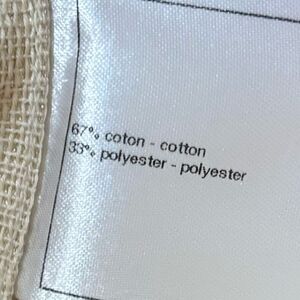 67% coton - cotton
33% polyester - polyester